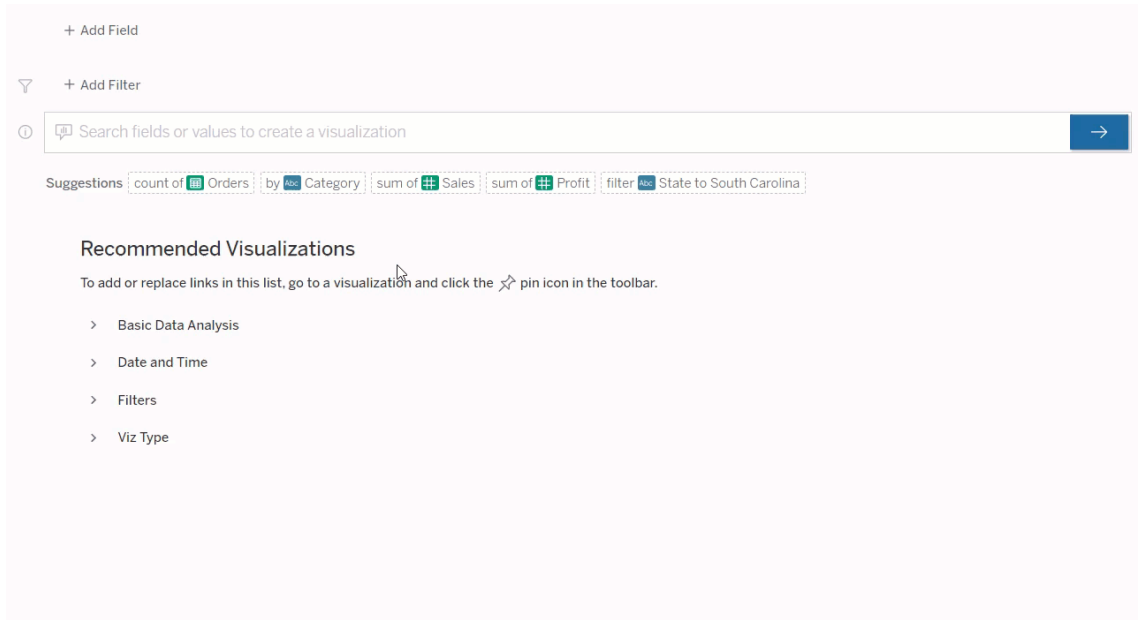 + Add Field
+ Add Filter
Search fields or values to create a visualization
Suggestions count of Orders by Abc Category sum of Sales sum of Profit filter Abc State to South Carolina
Recommended Visualizations
To add or replace links in this list, go to a visualization and click the pin icon in the toolbar.
Basic Data Analysis
Date and Time
Filters
Viz Type